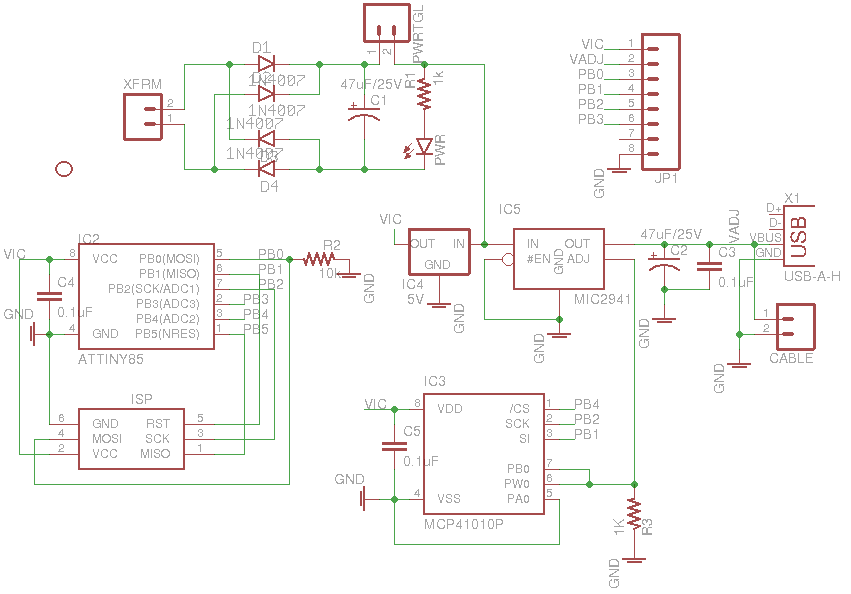 PWRTGL
1
2
D1
1N4007
1N4007
1N4007
D4
XFRM
2
1
47uF/25V
C1
R1
1k
PWR
VIC 1
VADJ 2
PB0 3
PB1 4
PB2 5
PB3 6
7
8
GND
JP1
IC2
VIC 8 VCC
GND 4 GND
PB0(MOSI) 5 PB0
PB1(MISO) 6 PB1
PB2(SCK/ADC1) 7 PB2
PB3(ADC3) 2 PB3
PB4(ADC2) 3 PB4
PB5(NRES) 1 PB5
C4
0.1uF
ATTINY85
R2
10k
GND
ISP
6 GND RST 5
4 MOSI SCK 3
2 VCC MISO 1
VIC
OUT IN
GND
IC4
5V
GND
IC5
IN OUT
#EN GND ADJ
MIC2941
GND
47uF/25V
C2
C3
0.1uF
VADJ
GND
X1
D+
D-
VBUS
GND
USB
USB-A-H
1
2
CABLE
GND
IC3
VIC 8 VDD /CS 1 PB4
SCK 2 PB2
SI 3 PB1
C5
0.1uF
PB0 7
PW0 6
GND 4 VSS PA0 5
MCP41010P
1K
R3
GND